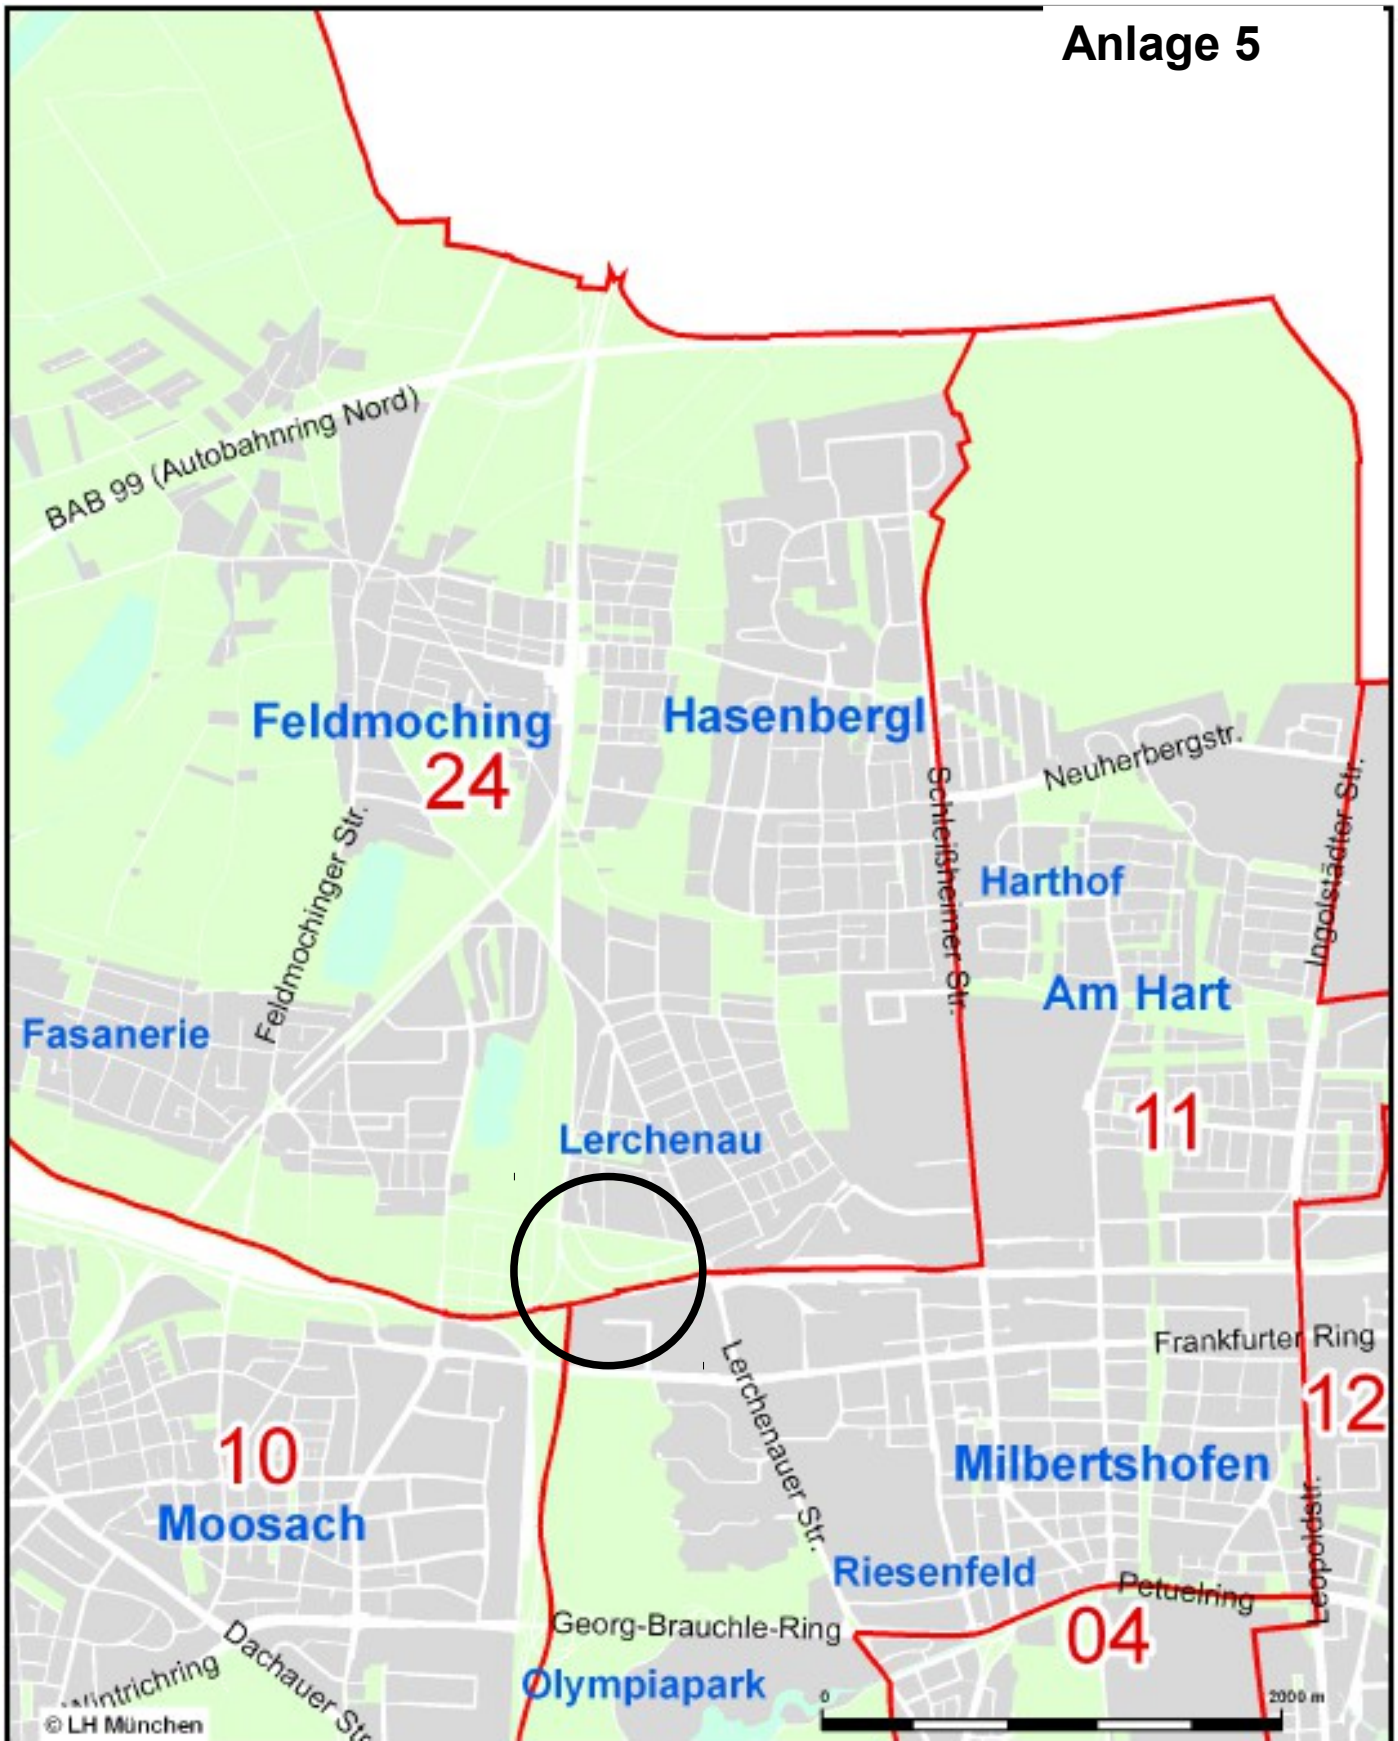 Anlage 5
BAB 99 (Autobahnring Nord)
Feldmoching
24
Hasenbergl
Neuherbergstr.
Schleißheimer Str.
Ingolstädter Str.
Feldmochinger Str.
Harthof
Am Hart
Fasanerie
11
Lerchenau
Frankfurter Ring
Lerchenauer Str.
12
10
Moosach
Milbertshofen
Leopoldstr.
Riesenfeld
Petuelring
Georg-Brauchle-Ring
04
Dachauer Str
Wintrichring
Olympiapark
0 2000 m
© LH München